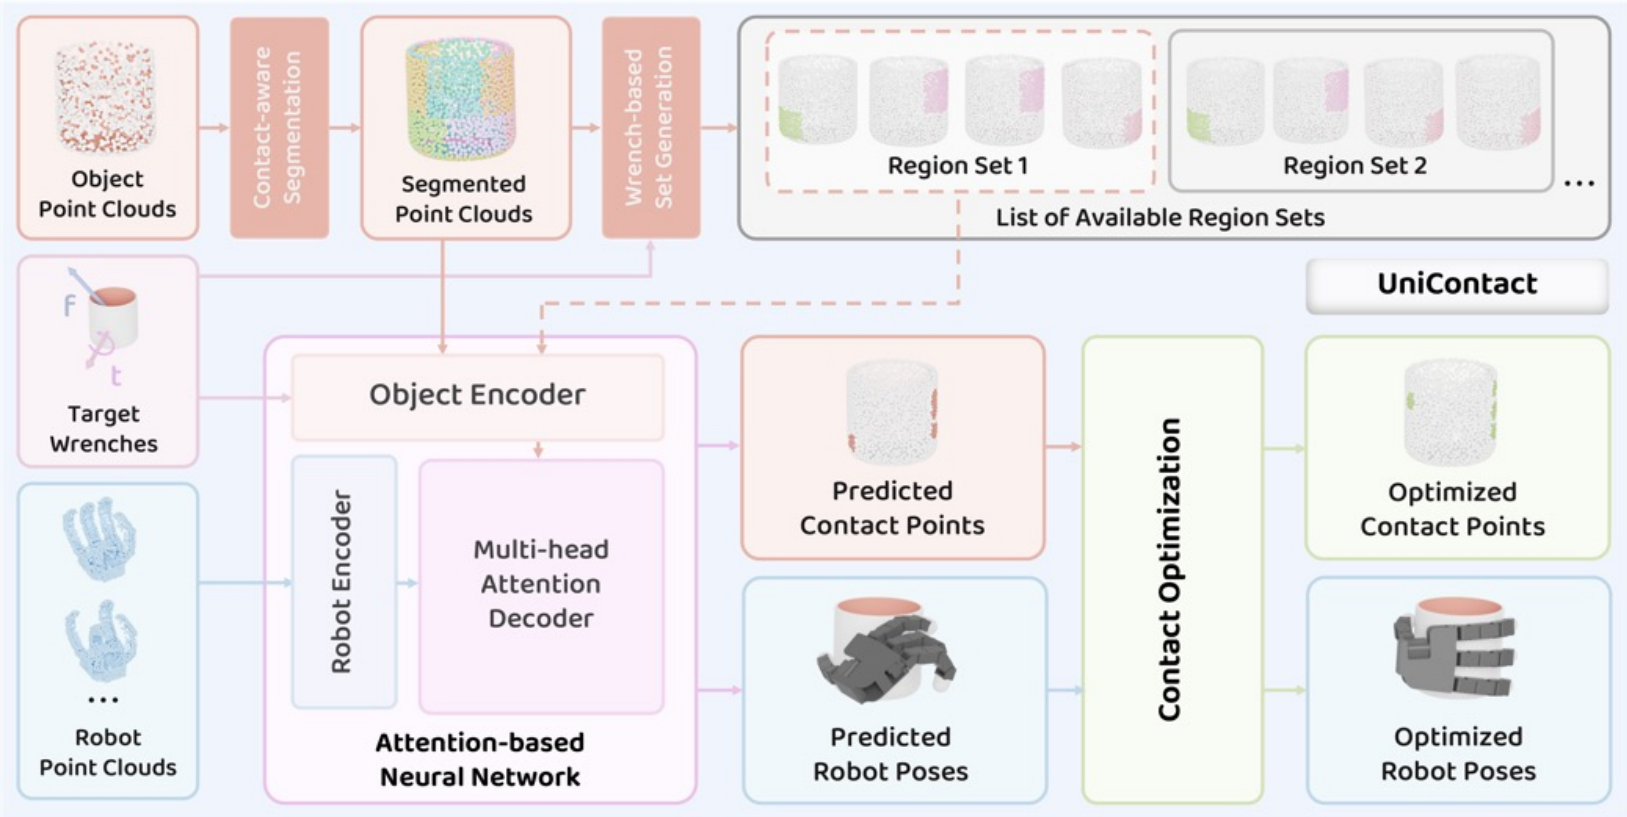 Object
Point Clouds
Contact-aware
Segmentation
Segmented
Point Clouds
Wrench-based
Set Generation
Region Set 1
Region Set 2
...
List of Available Region Sets
UniContact
f
t
Target
Wrenches
Object Encoder
Robot Encoder
Multi-head
Attention
Decoder
Attention-based
Neural Network
...
Robot
Point Clouds
Predicted
Contact Points
Predicted
Robot Poses
Contact Optimization
Optimized
Contact Points
Optimized
Robot Poses